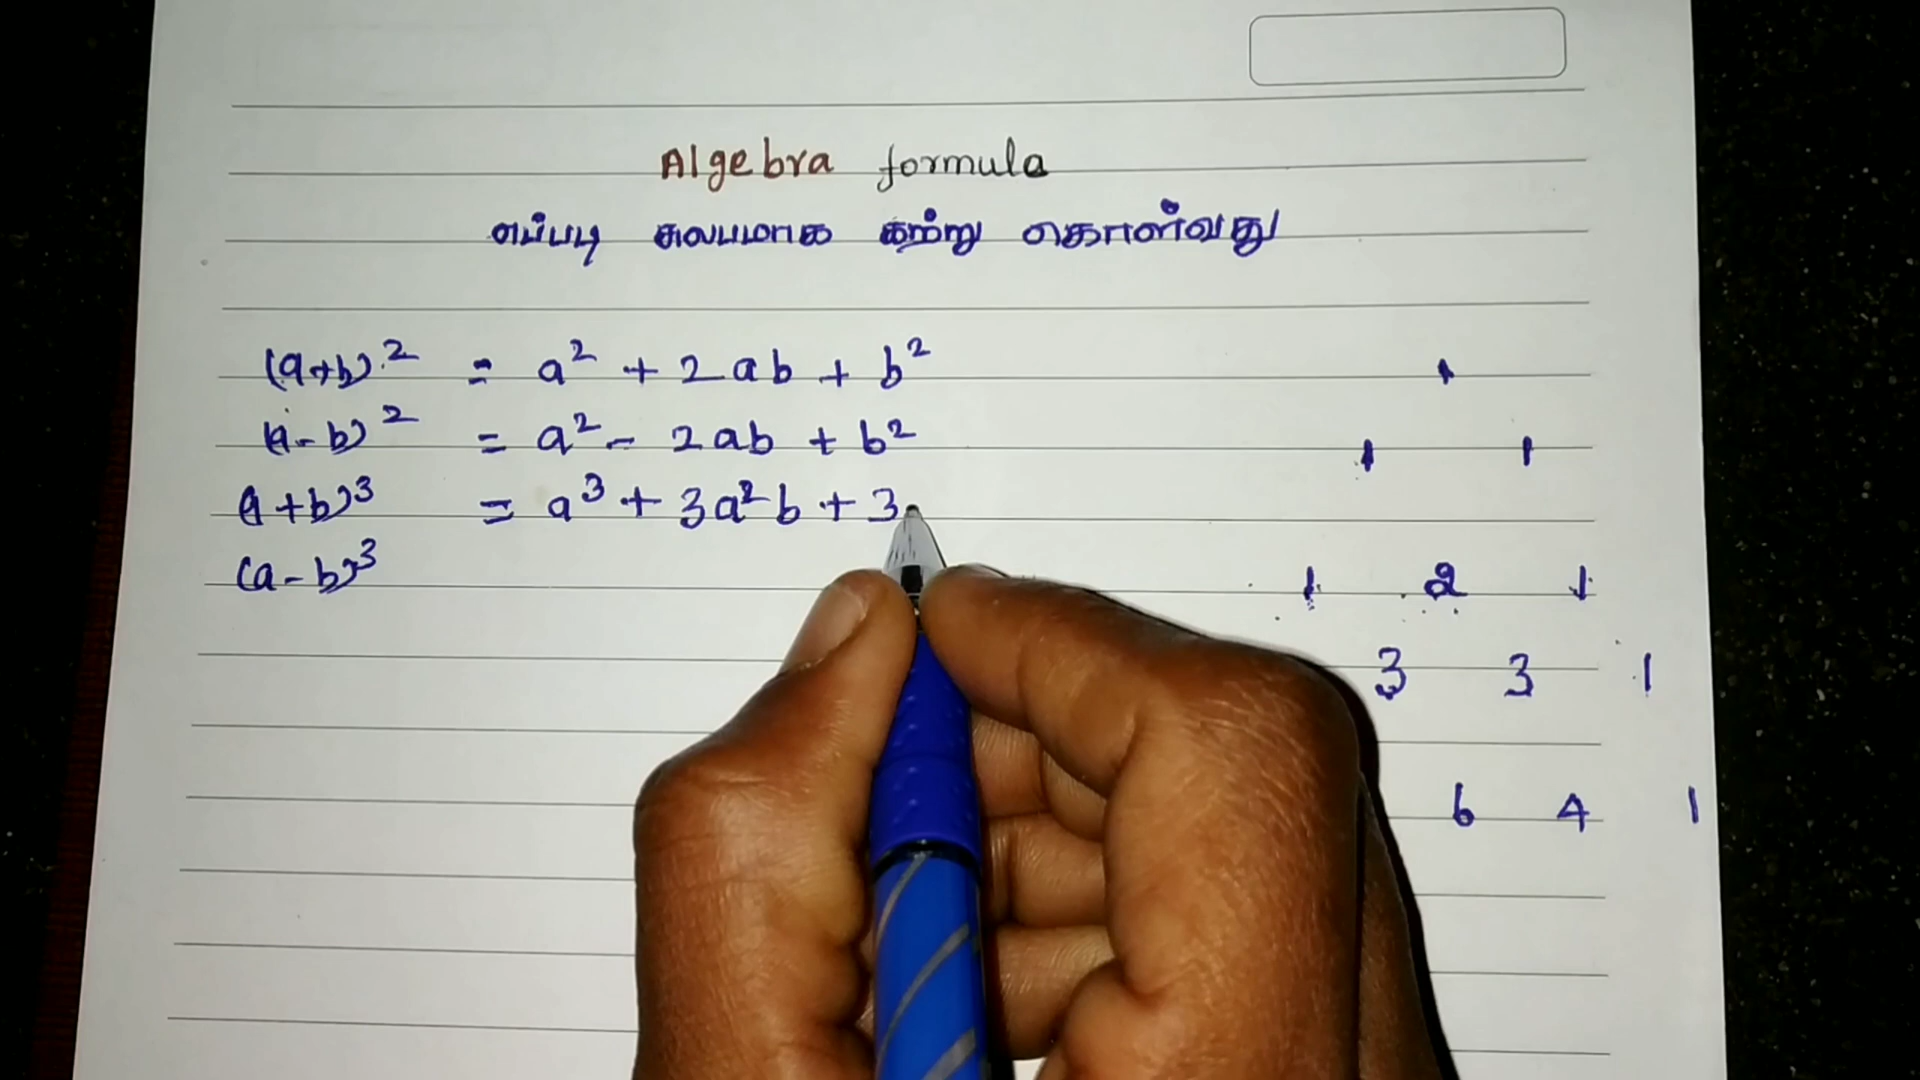 Algebra formula
எப்படி சுலபமாக கற்று கொள்வது
(a+b)² = a² + 2ab + b²
(a-b)² = a² - 2ab + b²
(a+b)³ = a³ + 3a²b + 3
(a-b)³
1
1 1
1 2 1
3 3 1
6 4 1